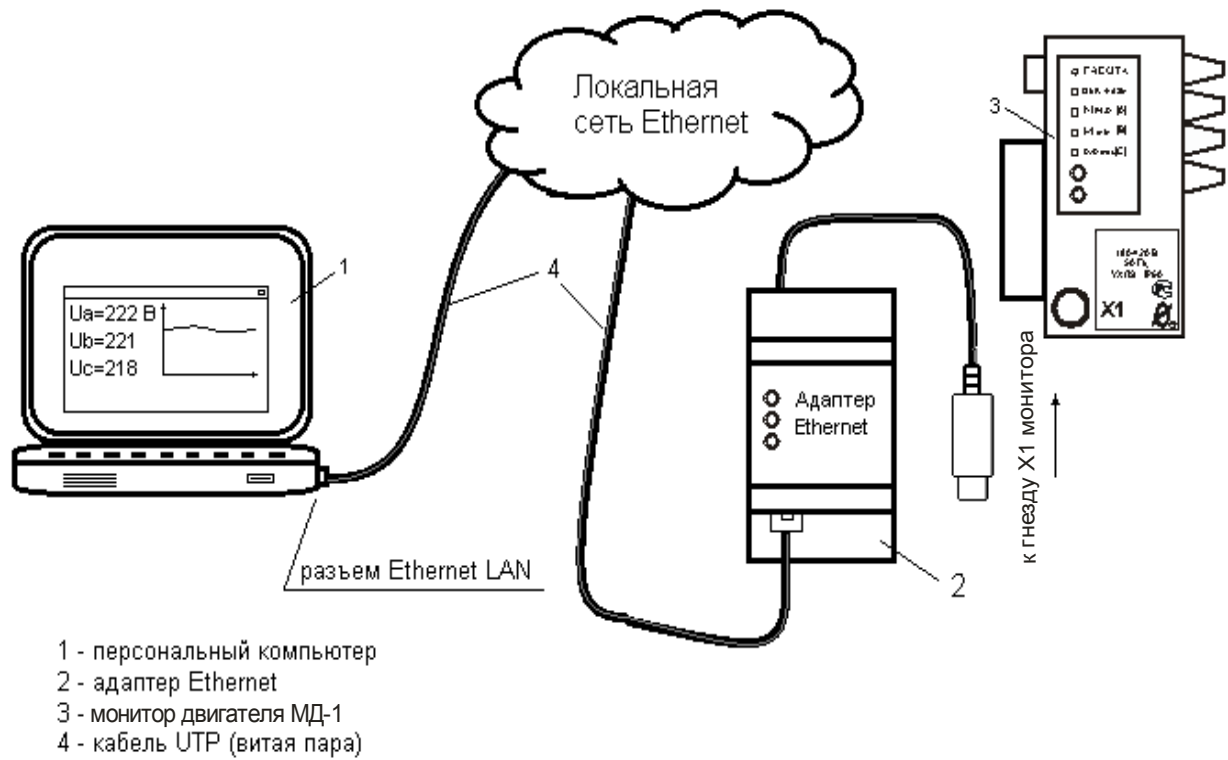 Локальная
сеть Ethernet
3
1
4
Ua=222 В
Ub=221
Uc=218
X1
Адаптер
Ethernet
к гнезду X1 монитора
разъем Ethernet LAN
2
1 - персональный компьютер
2 - адаптер Ethernet
3 - монитор двигателя МД-1
4 - кабель UTP (витая пара)